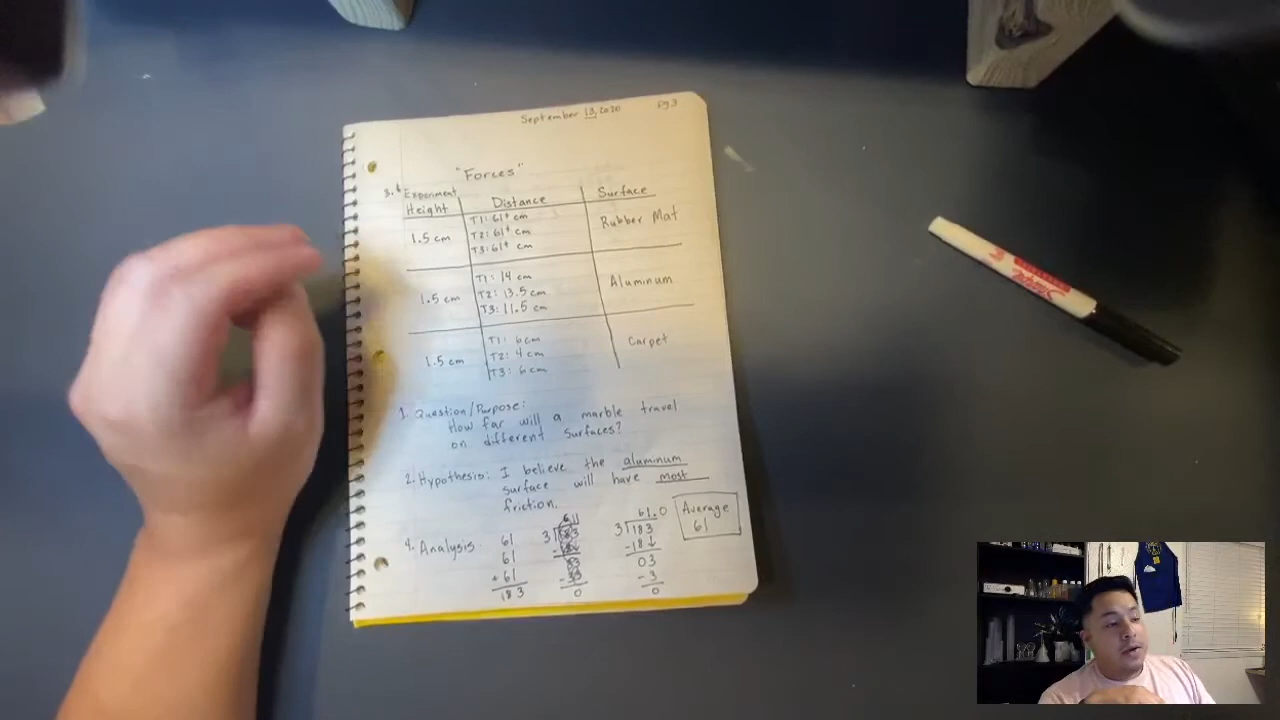 September 13, 2020 pg 3
"Forces"
3. Experiment
Height Distance Surface
1.5 cm T1: 61+ cm
T2: 61+ cm
T3: 61+ cm
Rubber Mat
1.5 cm T1: 14 cm
T2: 13.5 cm
T3: 11.5 cm
Aluminum
1.5 cm T1: 6 cm
T2: 4 cm
T3: 6 cm
Carpet
1. Question/Purpose:
How far will a marble travel
on different surfaces?
2. Hypothesis: I believe the aluminum
surface will have most
friction.
4. Analysis:
61
61
+ 61
183
61.0
3 183
-18
03
-3
0
Average
61
Sharpie